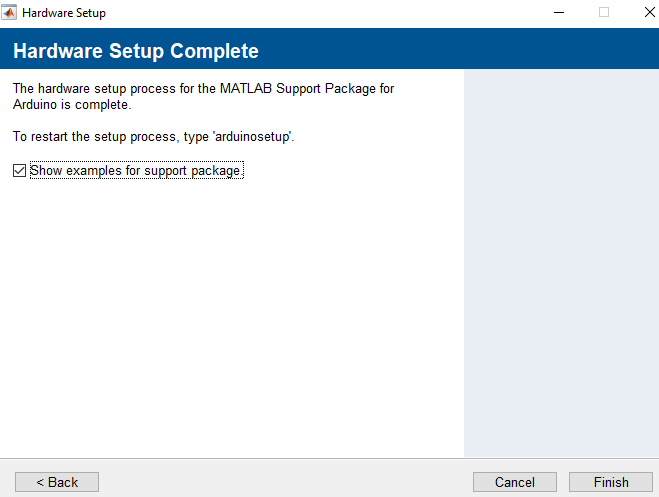 Hardware Setup
Hardware Setup Complete
The hardware setup process for the MATLAB Support Package for
Arduino is complete.
To restart the setup process, type 'arduinosetup'.
Show examples for support package.
< Back
Cancel
Finish